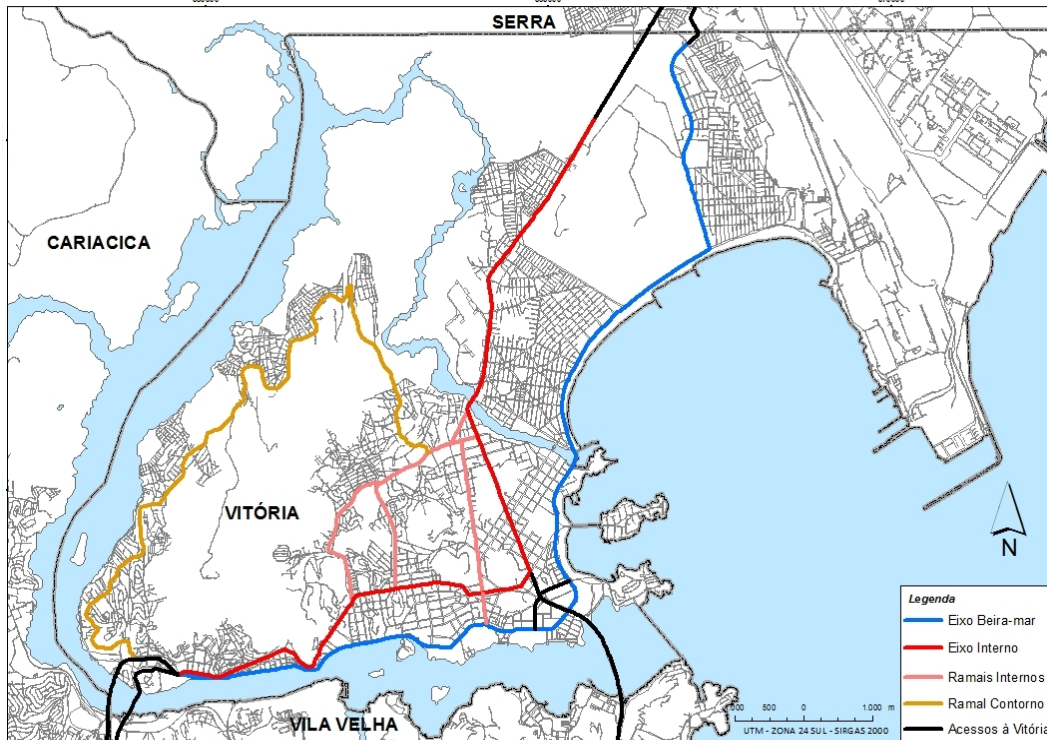 SERRA
CARIACICA
VITÓRIA
VILA VELHA
N
Legenda
Eixo Beira-mar
Eixo Interno
Ramais Internos
Ramal Contorno
Acessos à Vitória
500 0 1.000 m
UTM - ZONA 24 SUL - SIRGAS 2000